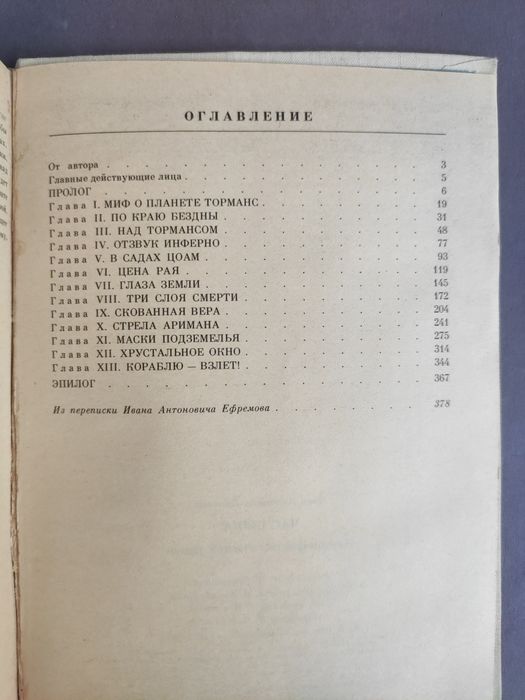 ОГЛАВЛЕНИЕ
От автора . . . . . . . . . . . . . . 3
Главные действующие лица . . . . . . . . . . 5
ПРОЛОГ . . . . . . . . . . . . . . 6
Глава I. МИФ О ПЛАНЕТЕ ТОРМАНС . . . . . . . 19
Глава II. ПО КРАЮ БЕЗДНЫ . . . . . . . . . 31
Глава III. НАД ТОРМАНСОМ . . . . . . . . . 48
Глава IV. ОТЗВУК ИНФЕРНО . . . . . . . . . 77
Глава V. В САДАХ ЦОАМ . . . . . . . . . . 93
Глава VI. ЦЕНА РАЯ . . . . . . . . . . . 119
Глава VII. ГЛАЗА ЗЕМЛИ . . . . . . . . . . 145
Глава VIII. ТРИ СЛОЯ СМЕРТИ . . . . . . . . 172
Глава IX. СКОВАННАЯ ВЕРА . . . . . . . . . 204
Глава X. СТРЕЛА АРИМАНА . . . . . . . . . 241
Глава XI. МАСКИ ПОДЗЕМЕЛЬЯ . . . . . . . . 275
Глава XII. ХРУСТАЛЬНОЕ ОКНО . . . . . . . . 314
Глава XIII. КОРАБЛЮ — ВЗЛЕТ! . . . . . . . . 344
ЭПИЛОГ . . . . . . . . . . . . . . 367
Из переписки Ивана Антоновича Ефремова . . . . . . . 378